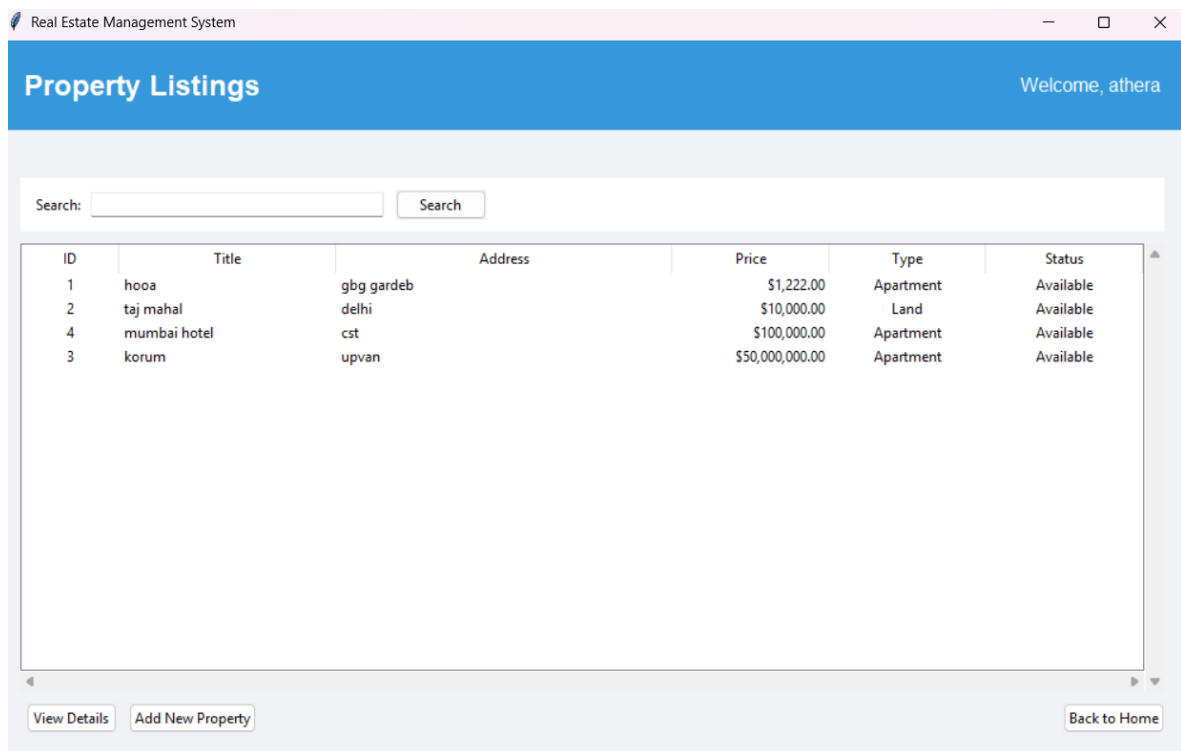 Real Estate Management System
Property Listings Welcome, athera
Search: Search
ID Title Address Price Type Status
1 hooa gbg gardeb $1,222.00 Apartment Available
2 taj mahal delhi $10,000.00 Land Available
4 mumbai hotel cst $100,000.00 Apartment Available
3 korum upvan $50,000,000.00 Apartment Available
View Details Add New Property Back to Home